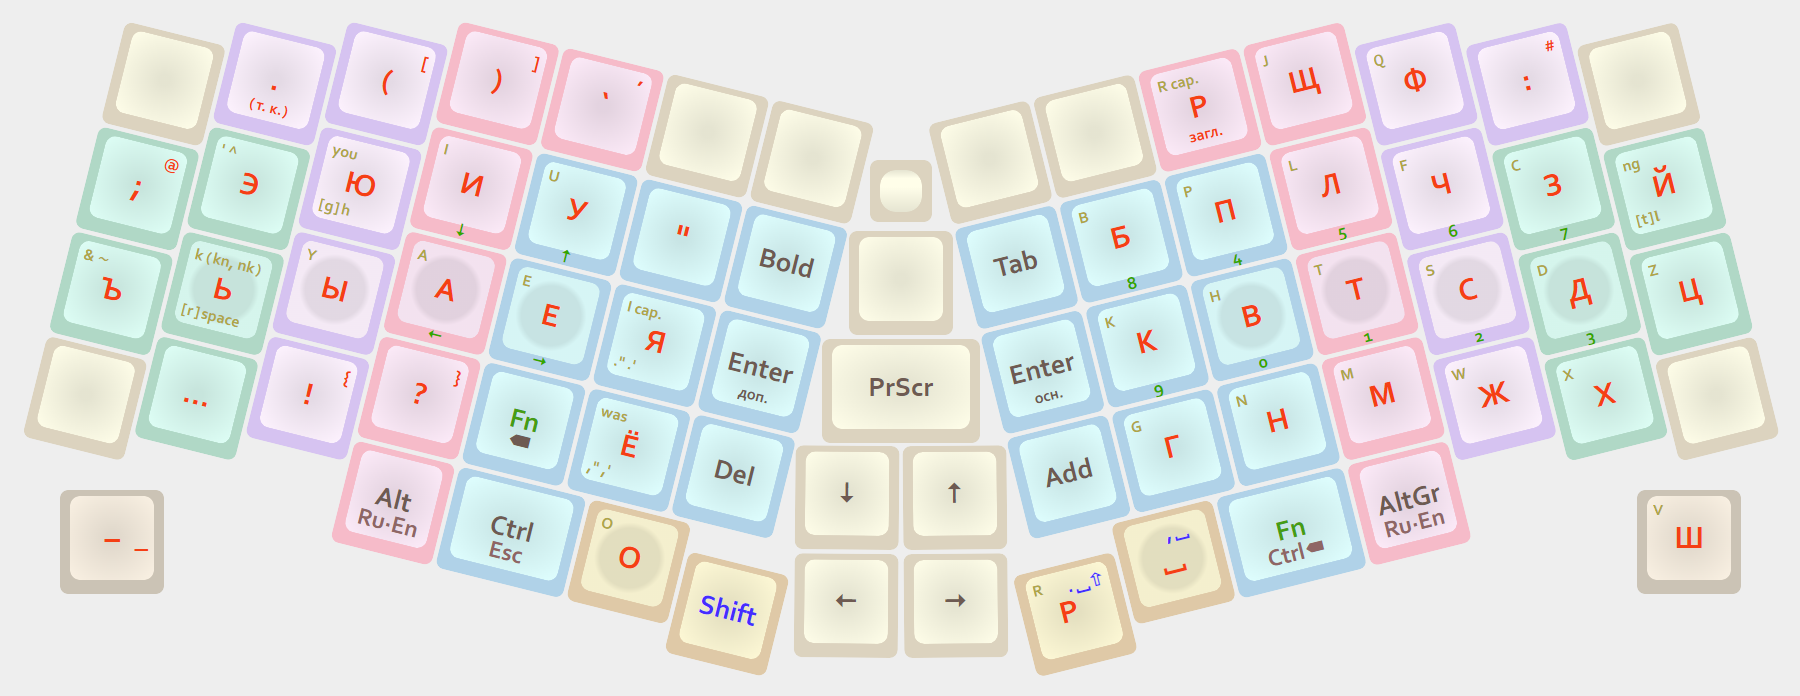 .
(т.к.)
( [
) ]
‛ ′
R cap.
Р
загл.
J
Щ
Q
Ф
: #
; @
' ^
Э
you
Ю
[g]h
I
И
↓
U
У
↑
"
Bold
Tab
B
Б
8
P
П
4
L
Л
5
F
Ч
6
C
З
7
ng
Й
[t]l
& ~
Ъ
k (kn, nk)
Ь
[r]space
Y
Ы
A
А
←
E
Е
→
I cap.
Я
.".'
Enter
доп.
PrScr
Enter
осн.
K
К
9
H
В
0
T
Т
1
S
С
2
D
Д
3
Z
Ц
...
! {
? }
Fn
was
Ё
,",'
Del
↓
↑
Add
G
Г
N
Н
M
М
W
Ж
X
Х
– _
Alt
Ru·En
Ctrl
Esc
O
О
Shift
←
→
R
. ⇧
Р
Fn
Ctrl
AltGr
Ru·En
V
Ш